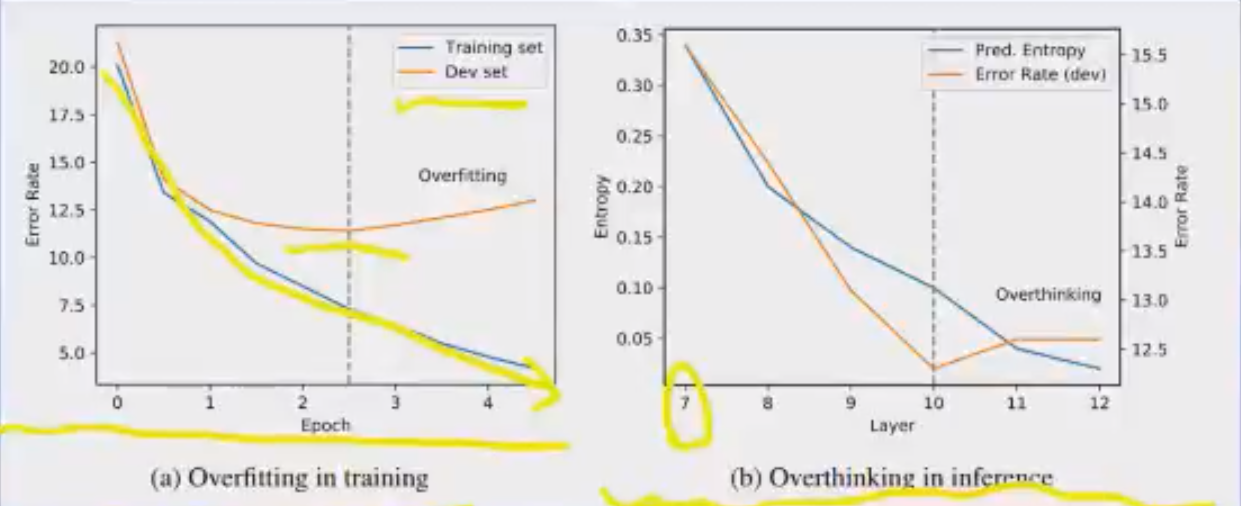 Training set
Dev set
20.0
17.5
15.0
12.5
10.0
7.5
5.0
Error Rate
Overfitting
0 1 2 3 4
Epoch
(a) Overfitting in training
Pred. Entropy
Error Rate (dev)
0.35
0.30
0.25
0.20
0.15
0.10
0.05
Entropy
15.5
15.0
14.5
14.0
13.5
13.0
12.5
Error Rate
Overthinking
7 8 9 10 11 12
Layer
(b) Overthinking in inference